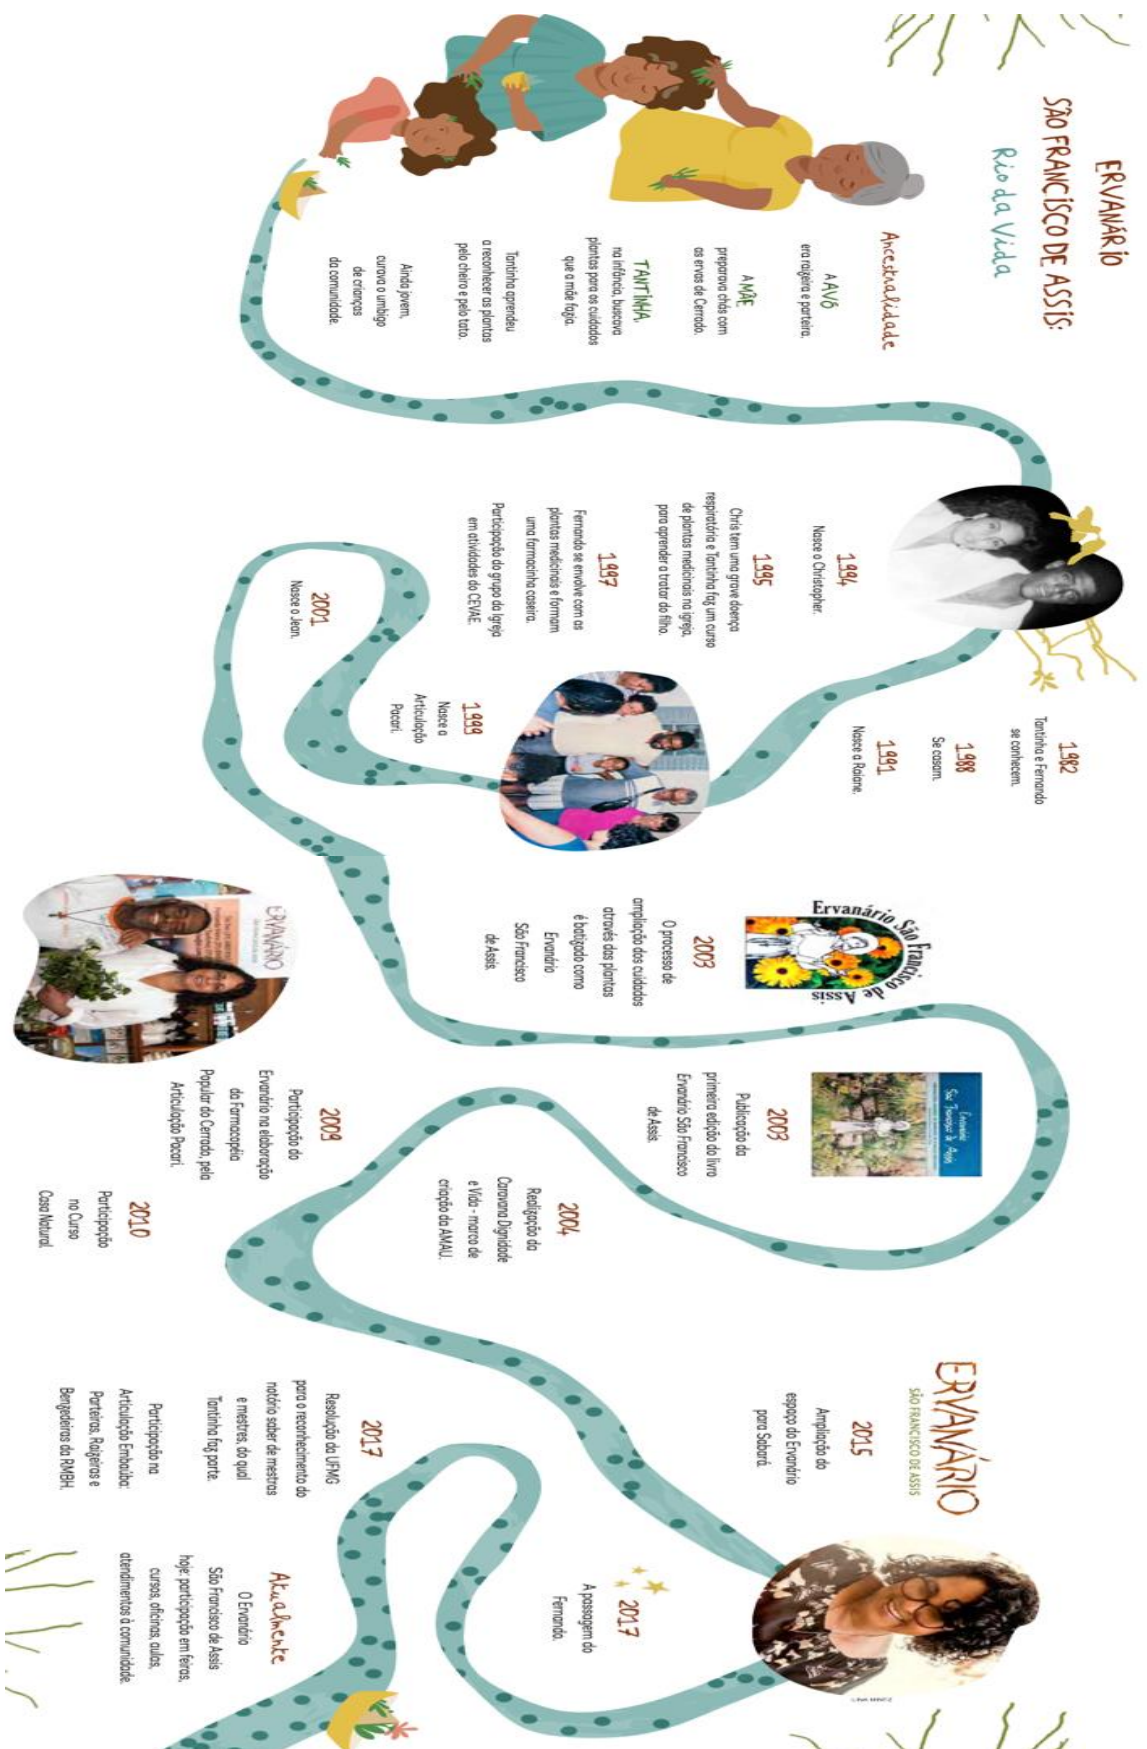 ERVANÁRIO
SÃO FRANCISCO DE ASSIS:
Rio da Vida
Ancestralidade
A AVÓ
era raizeira e parteira.
A MÃE
preparava chás com
as ervas de Cerrado.
TANTINHA,
na infância, buscava
plantas para os cuidados
que a mãe fazia.
Tantinha aprendeu
a reconhecer as plantas
pelo cheiro e pelo tato.
Ainda jovem,
curava o umbigo
de crianças
da comunidade.
1982
Tantinha e Fernando
se conhecem.
1988
Se casam.
1991
Nasce a Raiane.
1994
Nasce o Christopher.
1995
Chris tem uma grave doença
respiratória e Tantinha faz um curso
de plantas medicinais na igreja,
para aprender a tratar do filho.
1997
Fernando se envolve com as
plantas medicinais e formam
uma farmacinha caseira.
Participação do grupo da Igreja
em atividades do CEVAE.
1999
Nasce a
Articulação
Pacari.
2001
Nasce o Jean.
Ervanário São Francisco de Assis
2003
O processo de
ampliação dos cuidados
através das plantas
é batizado como
Ervanário
São Francisco
de Assis.
Ervanário
São Francisco de Assis
2003
Publicação da
primeira edição do livro
Ervanário São Francisco
de Assis.
2004
Realização da
Caravana Dignidade
e Vida - marco de
criação da AMAU.
ERVANÁRIO
2009
Participação do
Ervanário na elaboração
da Farmacopéia
Popular do Cerrado, pela
Articulação Pacari.
2010
Participação
no Curso
Casa Natural.
ERVANÁRIO
SÃO FRANCISCO DE ASSIS
2015
Ampliação do
espaço do Ervanário
para Sabará.
2017
A passagem do
Fernando.
2017
Resolução da UFMG
para o reconhecimento do
notório saber de mestras
e mestres, do qual
Tantinha faz parte.
Participação na
Articulação Embaúba:
Parteiras, Raizeiras e
Benzedeiras da RMBH.
Atualmente
O Ervanário
São Francisco de Assis
hoje: participação em feiras,
cursos, oficinas, aulas,
atendimentos à comunidade.